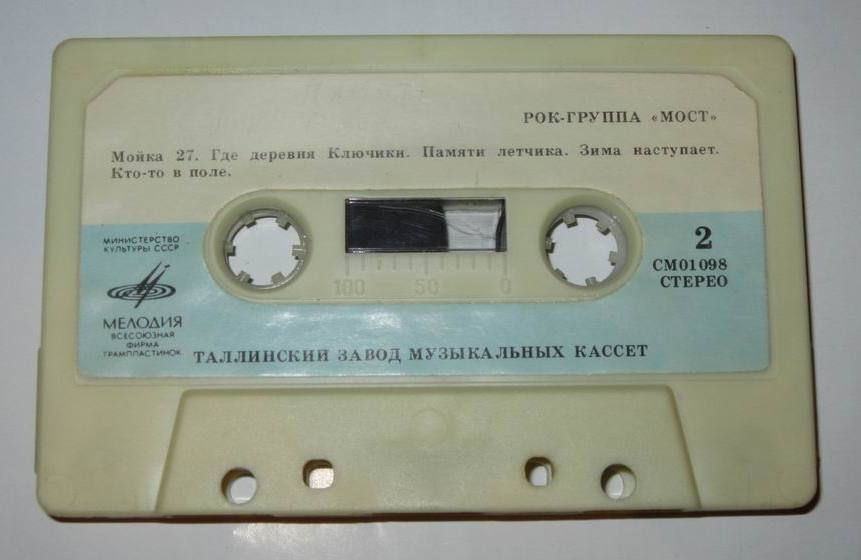 РОК-ГРУППА «МОСТ»
Мойка 27. Где деревня Ключики. Памяти летчика. Зима наступает.
Кто-то в поле.
МИНИСТЕРСТВО
КУЛЬТУРЫ СССР
2
СМ01098
СТЕРЕО
100 50 0
МЕЛОДИЯ
ВСЕСОЮЗНАЯ
ФИРМА
ГРАМПЛАСТИНОК
ТАЛЛИНСКИЙ ЗАВОД МУЗЫКАЛЬНЫХ КАССЕТ